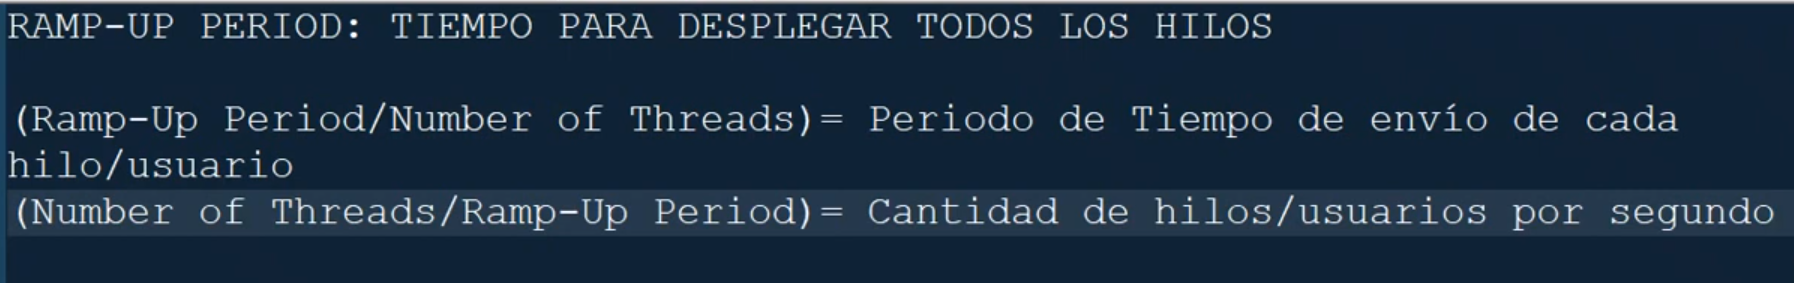 RAMP-UP PERIOD: TIEMPO PARA DESPLEGAR TODOS LOS HILOS
(Ramp-Up Period/Number of Threads)= Periodo de Tiempo de envío de cada
hilo/usuario
(Number of Threads/Ramp-Up Period)= Cantidad de hilos/usuarios por segundo